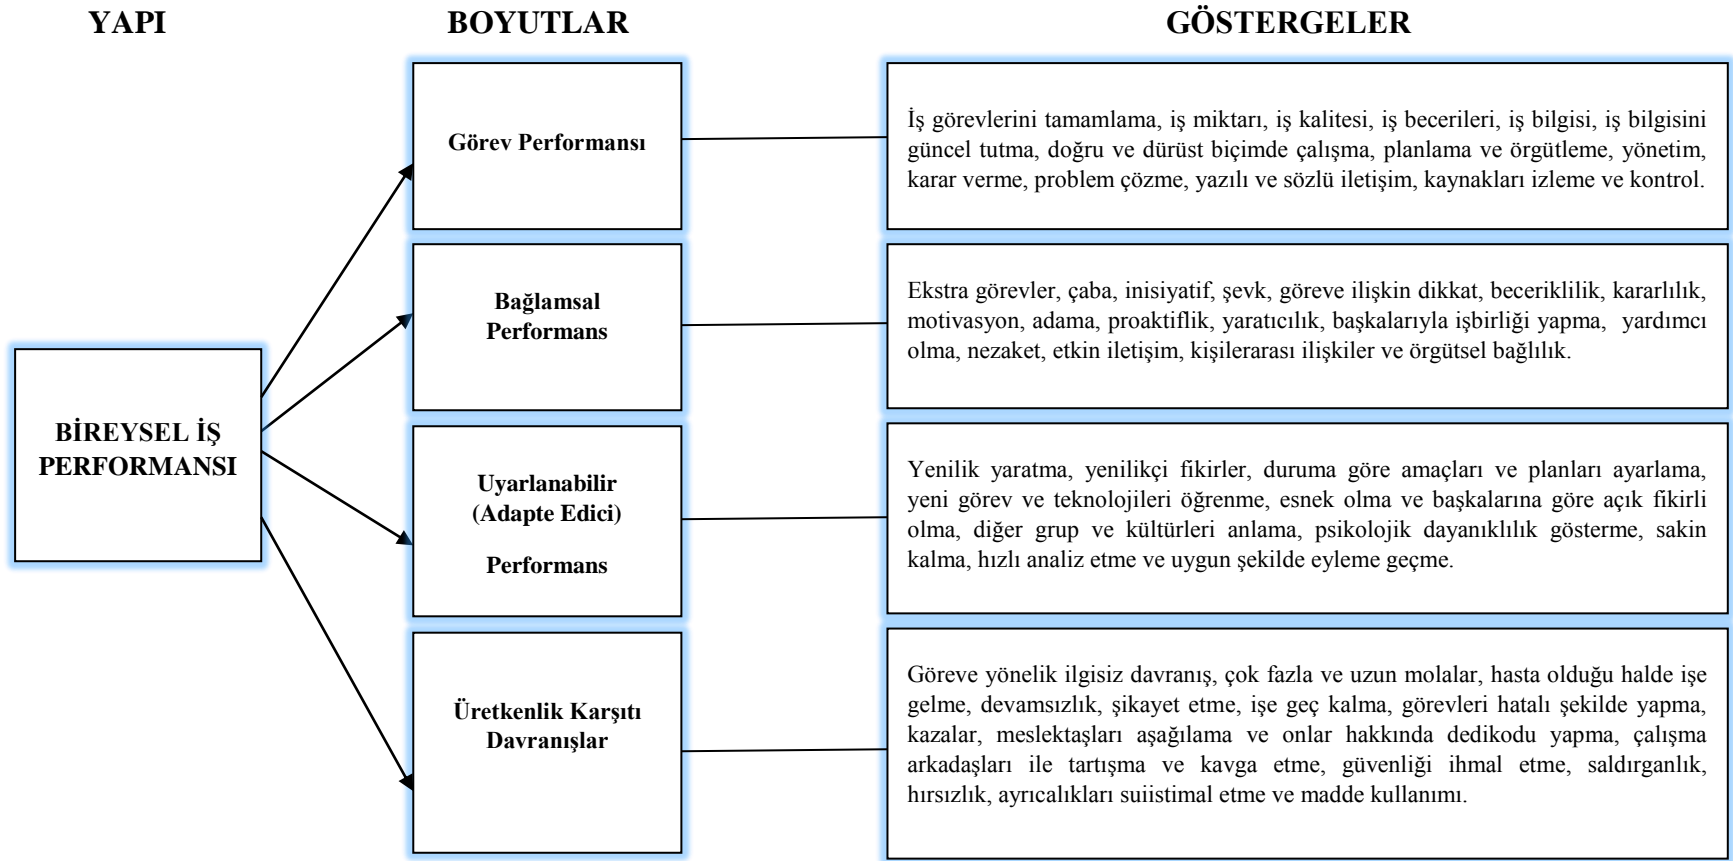 YAPI
BOYUTLAR
GÖSTERGELER
BİREYSEL İŞ
PERFORMANSI
Görev Performansı
İş görevlerini tamamlama, iş miktarı, iş kalitesi, iş becerileri, iş bilgisi, iş bilgisini
güncel tutma, doğru ve dürüst biçimde çalışma, planlama ve örgütleme, yönetim,
karar verme, problem çözme, yazılı ve sözlü iletişim, kaynakları izleme ve kontrol.
Bağlamsal
Performans
Ekstra görevler, çaba, inisiyatif, şevk, göreve ilişkin dikkat, beceriklilik, kararlılık,
motivasyon, adama, proaktiflik, yaratıcılık, başkalarıyla işbirliği yapma, yardımcı
olma, nezaket, etkin iletişim, kişilerarası ilişkiler ve örgütsel bağlılık.
Uyarlanabilir
(Adapte Edici)
Performans
Yenilik yaratma, yenilikçi fikirler, duruma göre amaçları ve planları ayarlama,
yeni görev ve teknolojileri öğrenme, esnek olma ve başkalarına göre açık fikirli
olma, diğer grup ve kültürleri anlama, psikolojik dayanıklılık gösterme, sakin
kalma, hızlı analiz etme ve uygun şekilde eyleme geçme.
Üretkenlik Karşıtı
Davranışlar
Göreve yönelik ilgisiz davranış, çok fazla ve uzun molalar, hasta olduğu halde işe
gelme, devamsızlık, şikayet etme, işe geç kalma, görevleri hatalı şekilde yapma,
kazalar, meslektaşları aşağılama ve onlar hakkında dedikodu yapma, çalışma
arkadaşları ile tartışma ve kavga etme, güvenliği ihmal etme, saldırganlık,
hırsızlık, ayrıcalıkları suiistimal etme ve madde kullanımı.